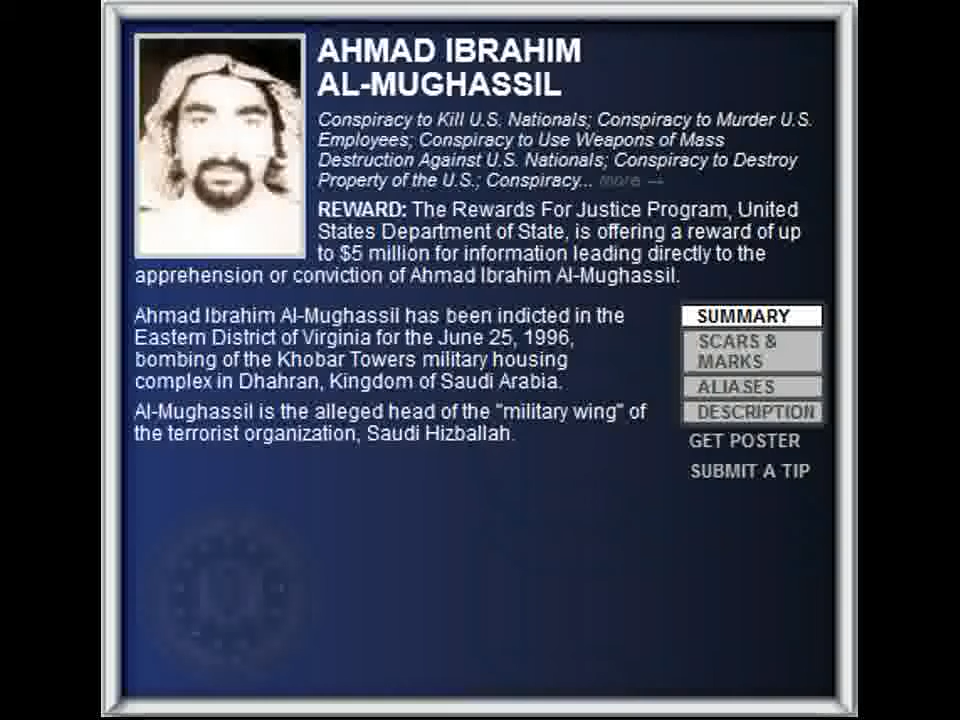 AHMAD IBRAHIM
AL-MUGHASSIL
Conspiracy to Kill U.S. Nationals; Conspiracy to Murder U.S.
Employees; Conspiracy to Use Weapons of Mass
Destruction Against U.S. Nationals; Conspiracy to Destroy
Property of the U.S.; Conspiracy... more →
REWARD: The Rewards For Justice Program, United
States Department of State, is offering a reward of up
to $5 million for information leading directly to the
apprehension or conviction of Ahmad Ibrahim Al-Mughassil.
Ahmad Ibrahim Al-Mughassil has been indicted in the
Eastern District of Virginia for the June 25, 1996,
bombing of the Khobar Towers military housing
complex in Dhahran, Kingdom of Saudi Arabia.
Al-Mughassil is the alleged head of the "military wing" of
the terrorist organization, Saudi Hizballah.
SUMMARY
SCARS &
MARKS
ALIASES
DESCRIPTION
GET POSTER
SUBMIT A TIP